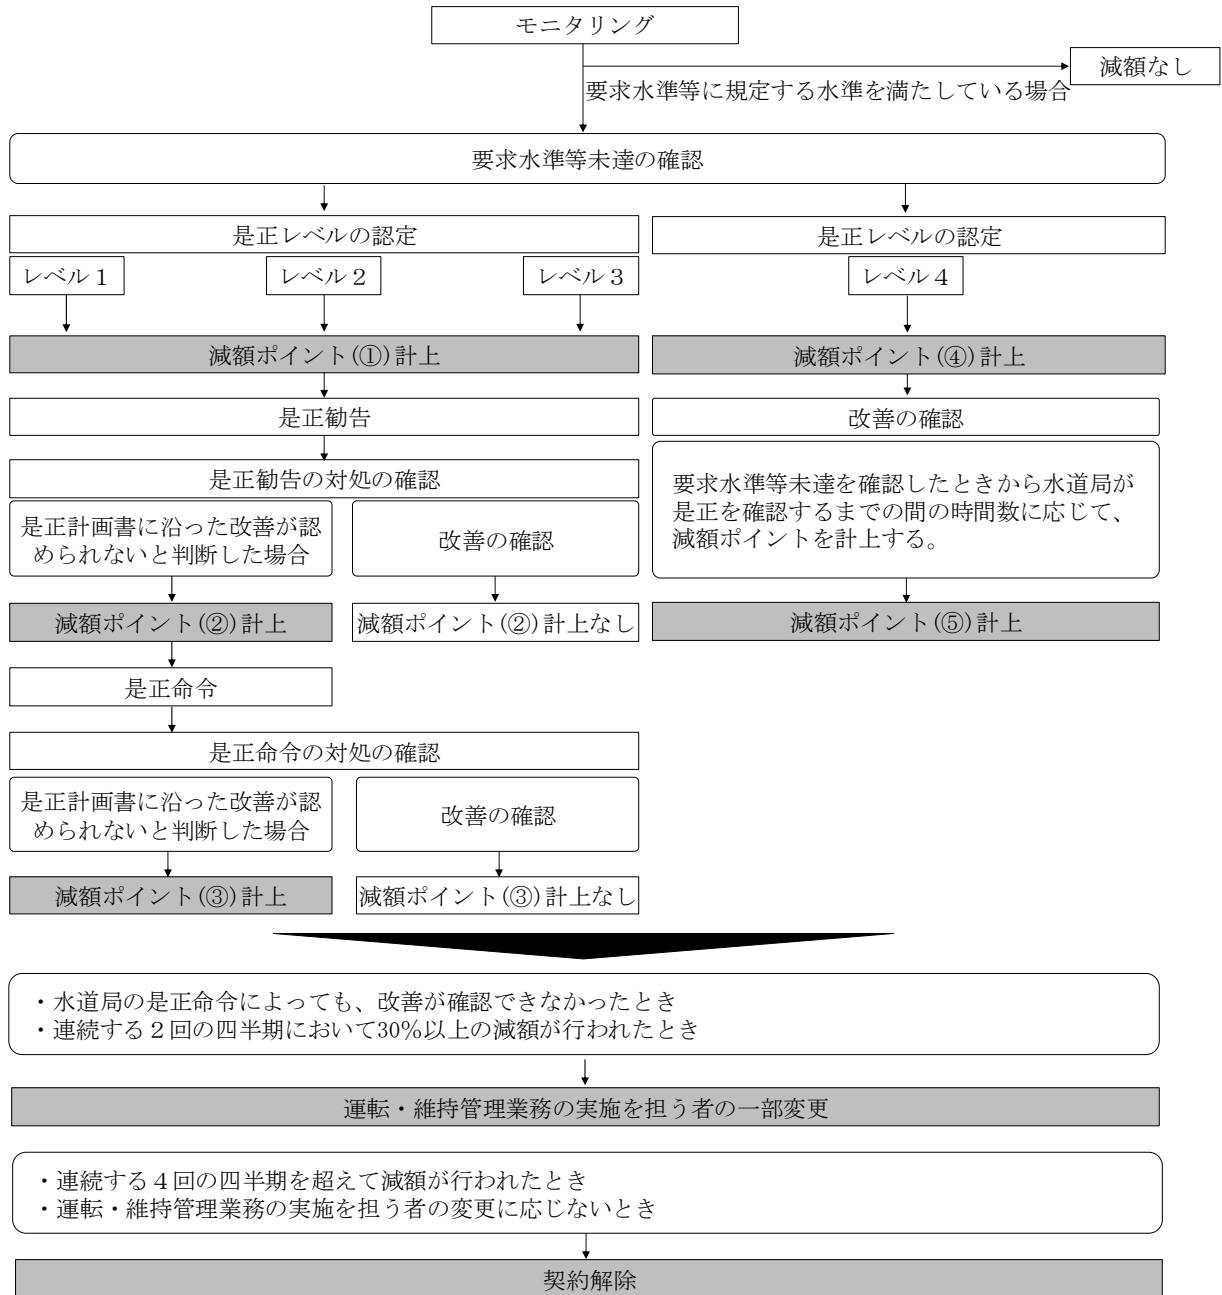 モニタリング
減額なし
要求水準等に規定する水準を満たしている場合
要求水準等未達の確認
是正レベルの認定
是正レベルの認定
レベル１
レベル２
レベル３
レベル４
減額ポイント(①)計上
減額ポイント(④)計上
是正勧告
改善の確認
是正勧告の対処の確認
要求水準等未達を確認したときから水道局が
是正を確認するまでの間の時間数に応じて、
減額ポイントを計上する。
是正計画書に沿った改善が認
められないと判断した場合
改善の確認
減額ポイント(②)計上
減額ポイント(②)計上なし
減額ポイント(⑤)計上
是正命令
是正命令の対処の確認
是正計画書に沿った改善が認
められないと判断した場合
改善の確認
減額ポイント(③)計上
減額ポイント(③)計上なし
・水道局の是正命令によっても、改善が確認できなかったとき
・連続する２回の四半期において30％以上の減額が行われたとき
運転・維持管理業務の実施を担う者の一部変更
・連続する４回の四半期を超えて減額が行われたとき
・運転・維持管理業務の実施を担う者の変更に応じないとき
契約解除